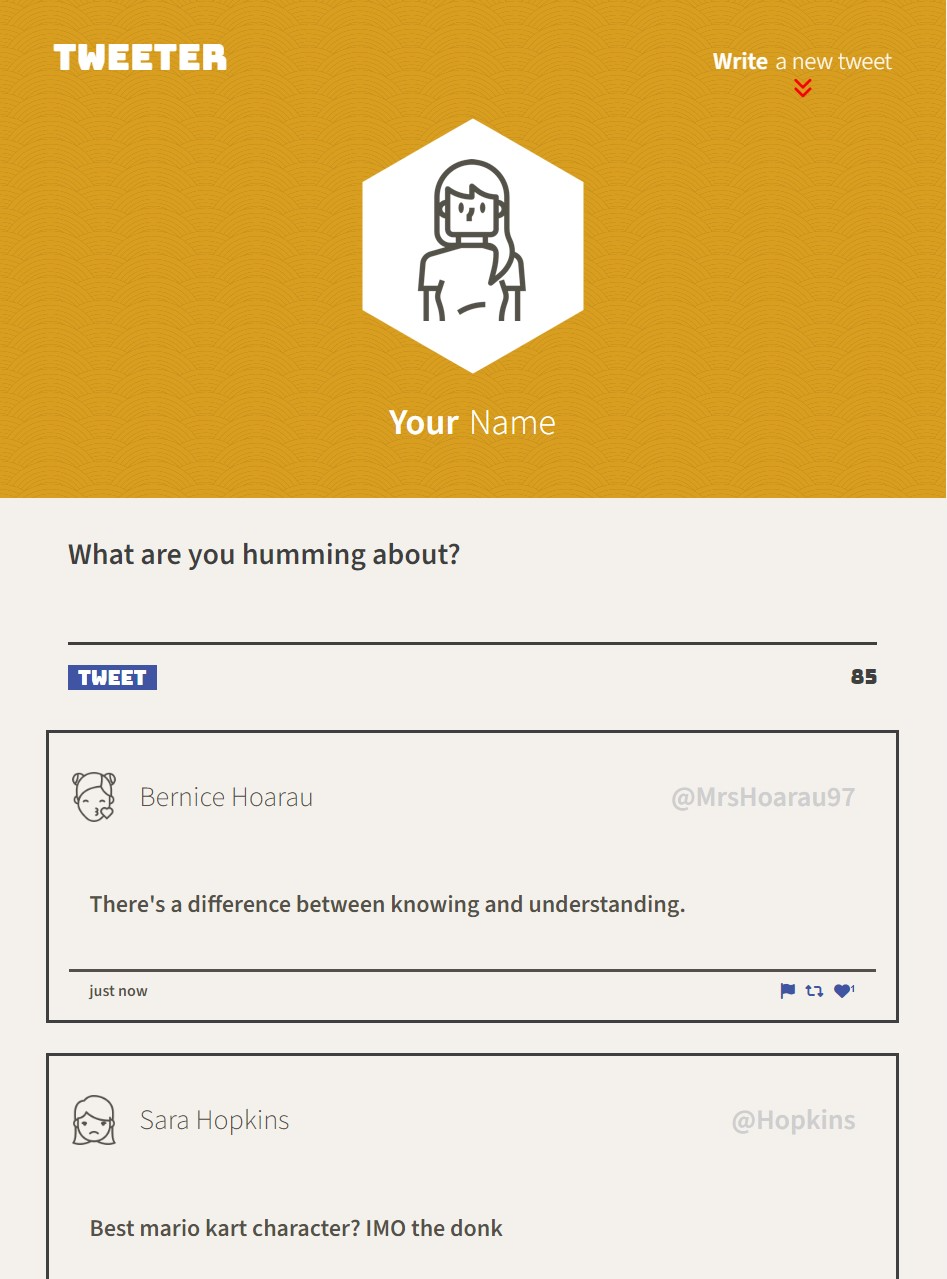 TWEETER
Write a new tweet
Your Name
What are you humming about?
TWEET
85
Bernice Hoarau
@MrsHoarau97
There's a difference between knowing and understanding.
just now
1
Sara Hopkins
@Hopkins
Best mario kart character? IMO the donk